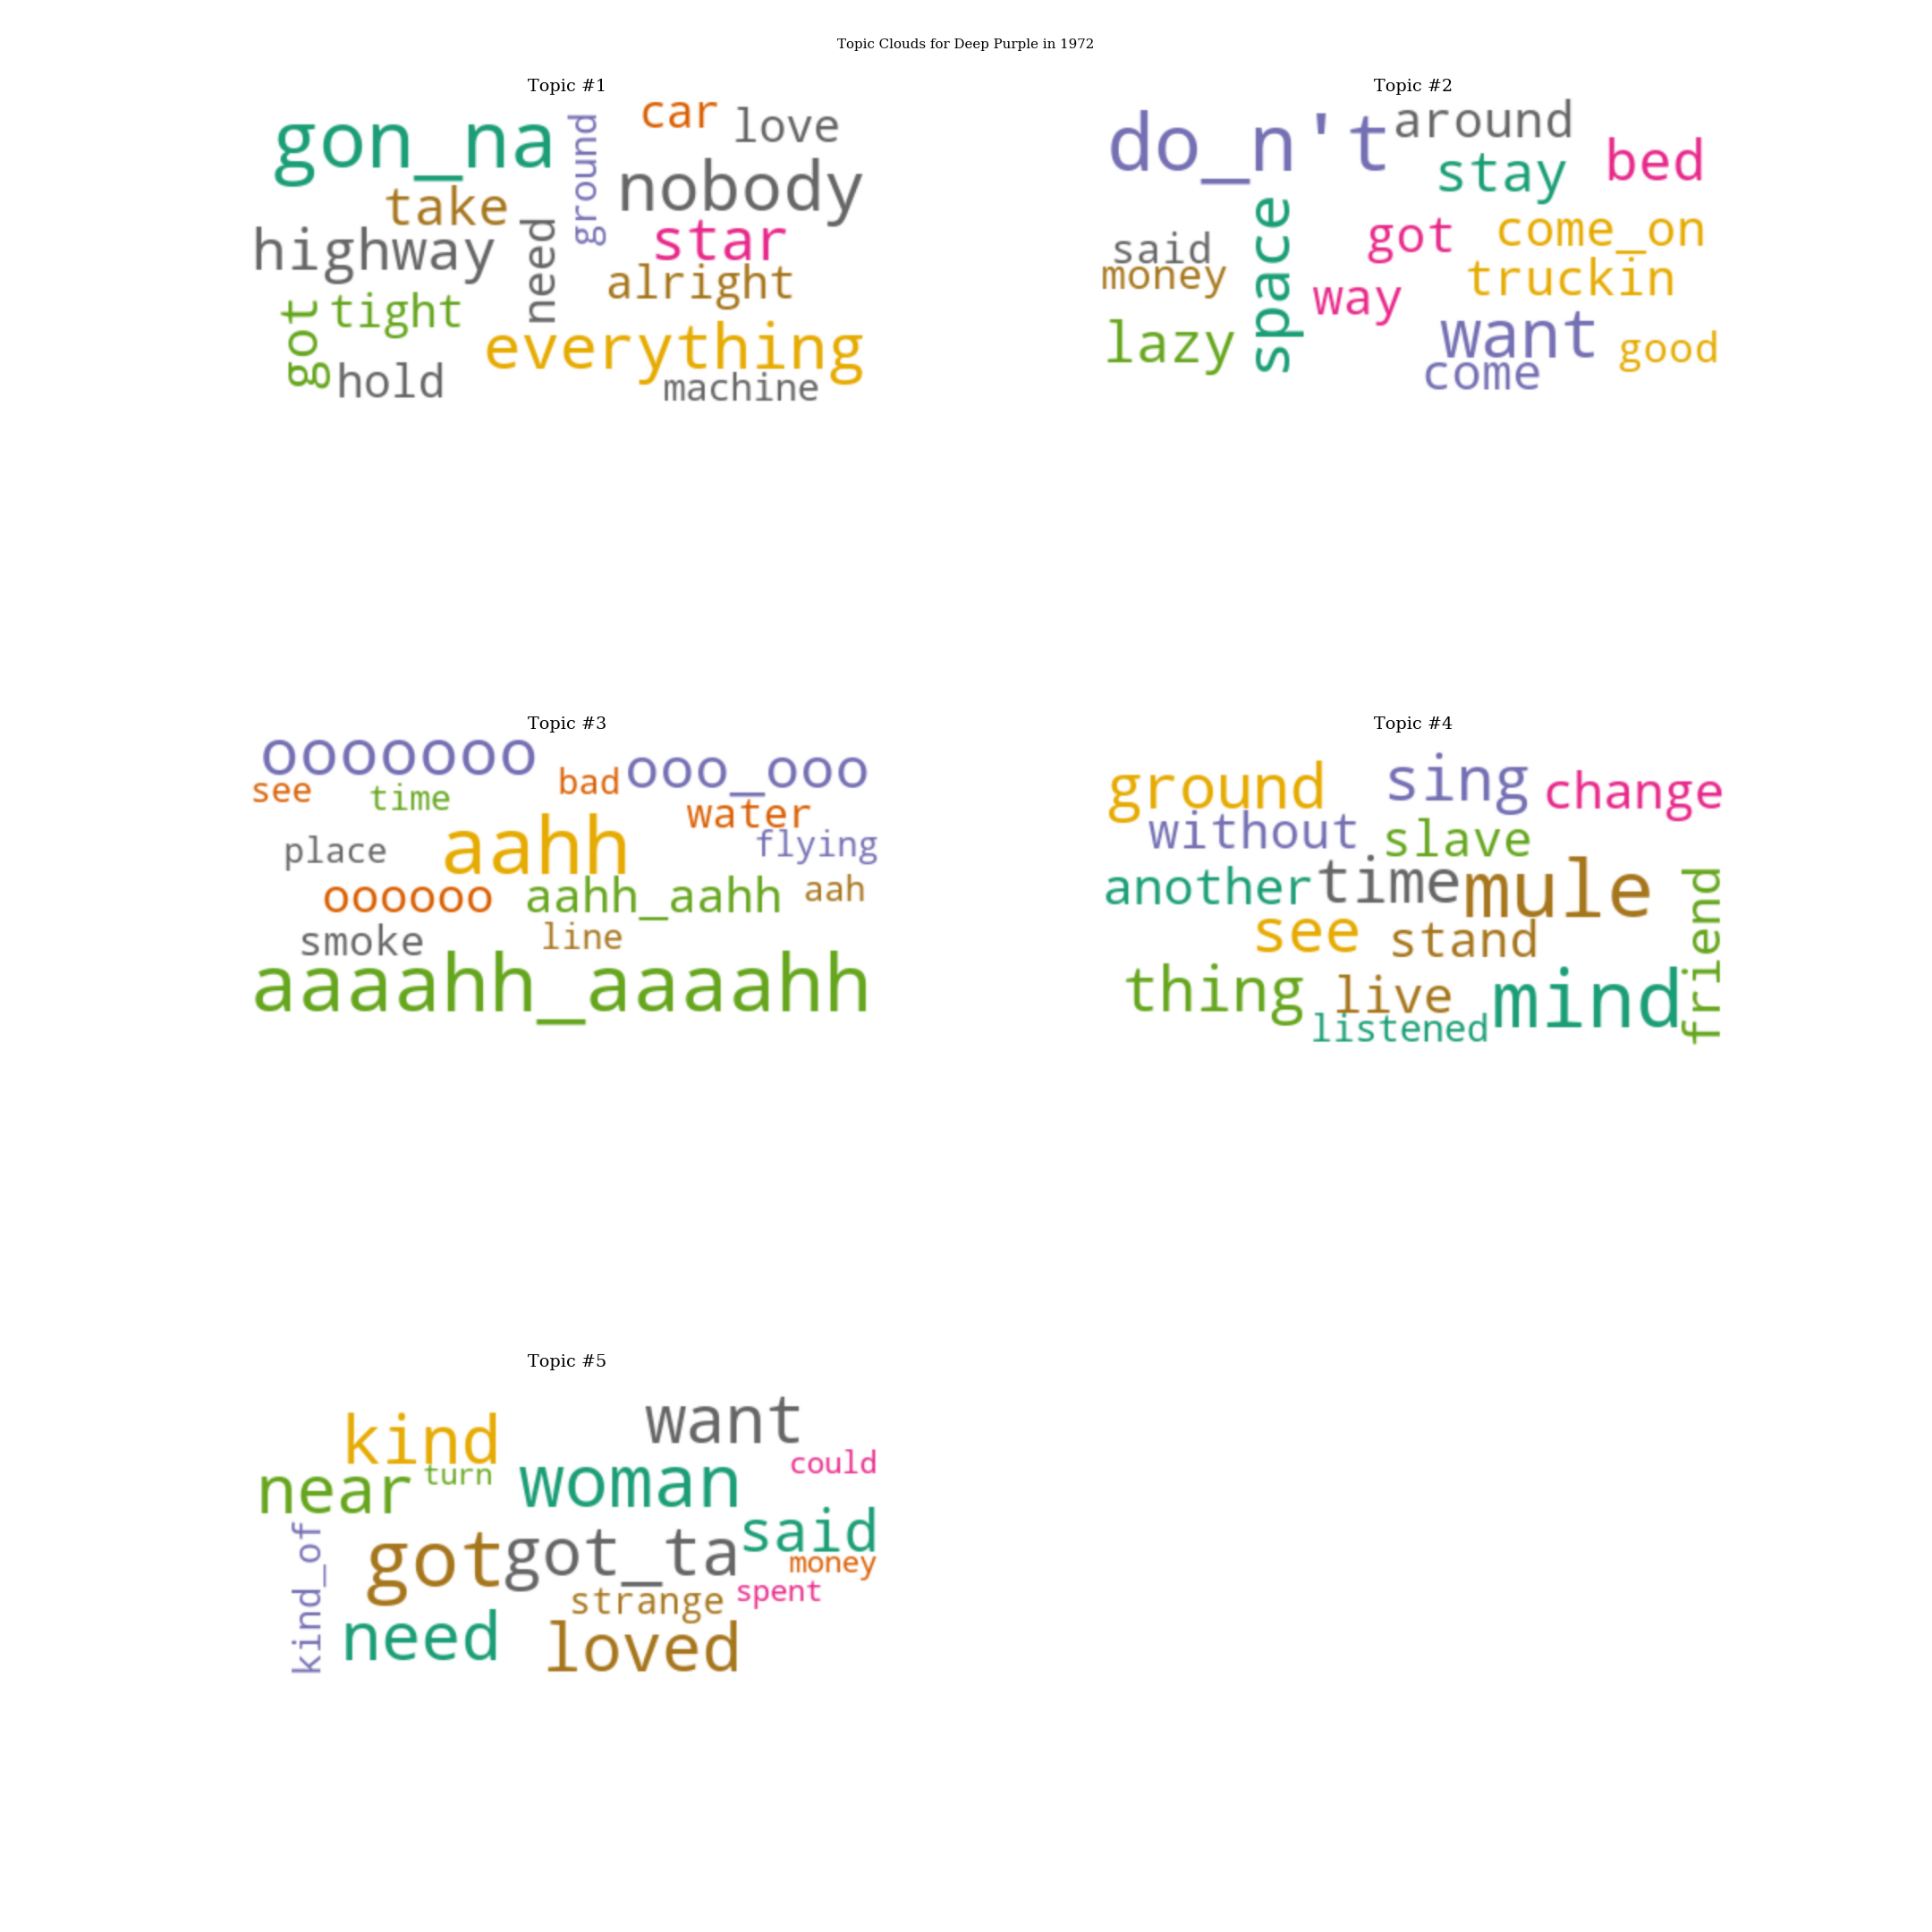 Topic Clouds for Deep Purple in 1972
Topic #1
gon_na
ground
car
love
take
nobody
highway
need
star
alright
got
tight
everything
hold
machine
Topic #2
do_n't
around
stay
bed
space
said
got
come_on
money
way
truckin
lazy
want
good
come
Topic #3
ooooooo
see
time
bad
ooo_ooo
water
place
aahh
flying
oooooo
aahh_aahh
aah
smoke
line
aaaahh_aaaahh
Topic #4
ground
sing
change
without
slave
another
time
mule
friend
see
stand
thing
live
mind
listened
Topic #5
kind
want
near
turn
woman
could
kind_of
got
got_ta
said
money
strange
spent
need
loved